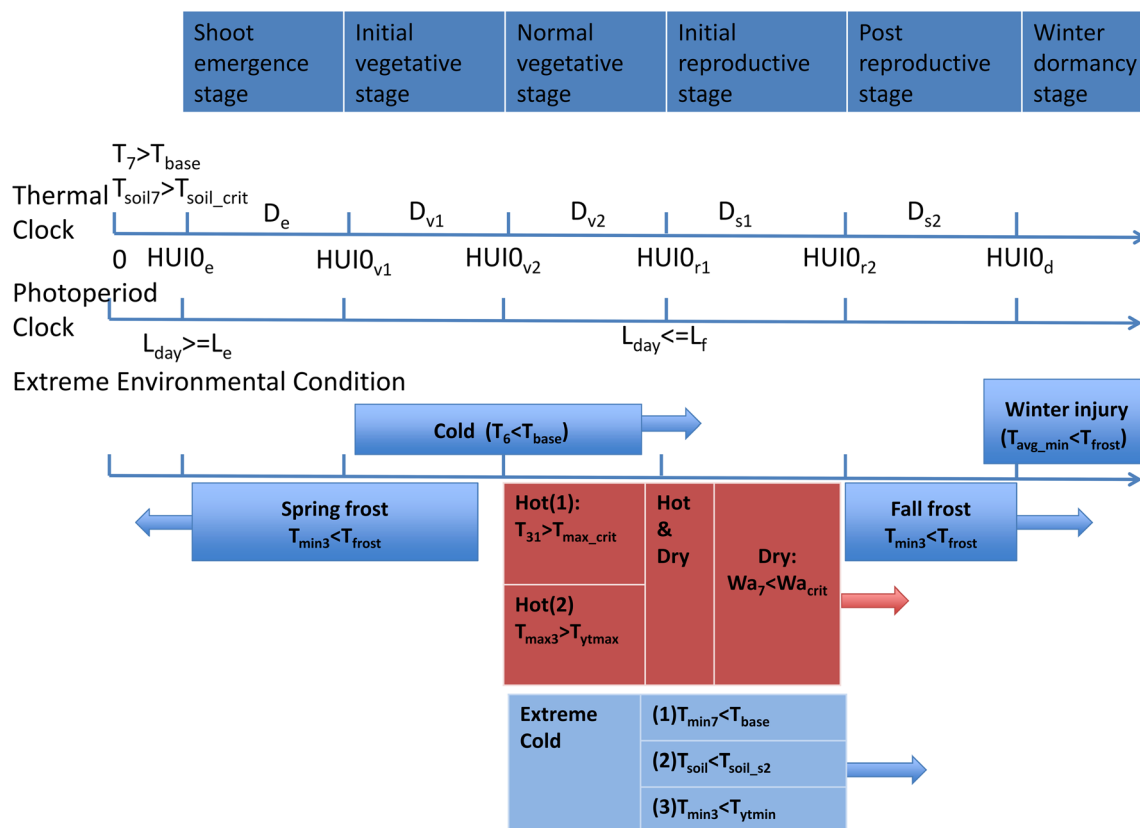 Shoot
emergence
stage
Initial
vegetative
stage
Normal
vegetative
stage
Initial
reproductive
stage
Post
reproductive
stage
Winter
dormancy
stage
T7>Tbase
Tsoil7>Tsoil_crit
Thermal
Clock
De
Dv1
Dv2
Ds1
Ds2
0
HUI0e
HUI0v1
HUI0v2
HUI0r1
HUI0r2
HUI0d
Photoperiod
Clock
Lday>=Le
Lday<=Lf
Extreme Environmental Condition
Cold (T6<Tbase)
Winter injury
(Tavg_min<Tfrost)
Spring frost
Tmin3<Tfrost
Hot(1):
T31>Tmax_crit
Hot(2)
Tmax3>Tytmax
Hot
&
Dry
Dry:
Wa7<Wacrit
Fall frost
Tmin3<Tfrost
Extreme
Cold
(1)Tmin7<Tbase
(2)Tsoil<Tsoil_s2
(3)Tmin3<Tytmin